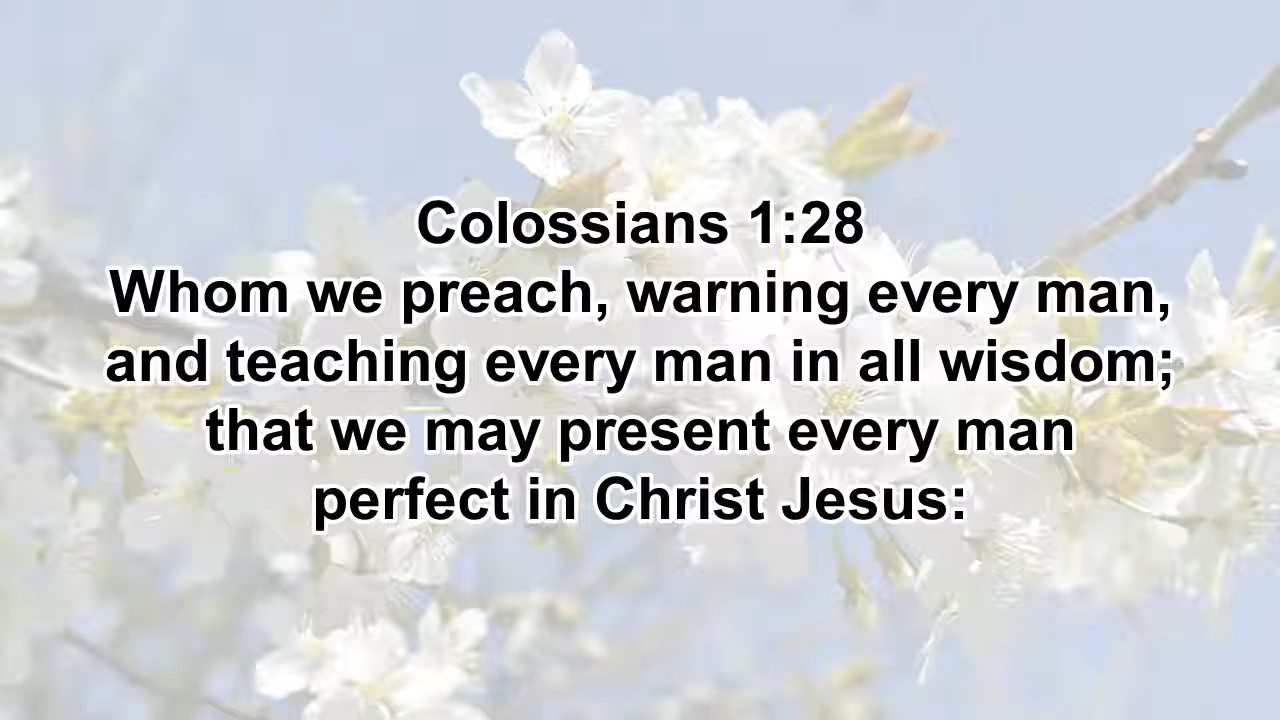 Colossians 1:28
Whom we preach, warning every man,
and teaching every man in all wisdom;
that we may present every man
perfect in Christ Jesus: